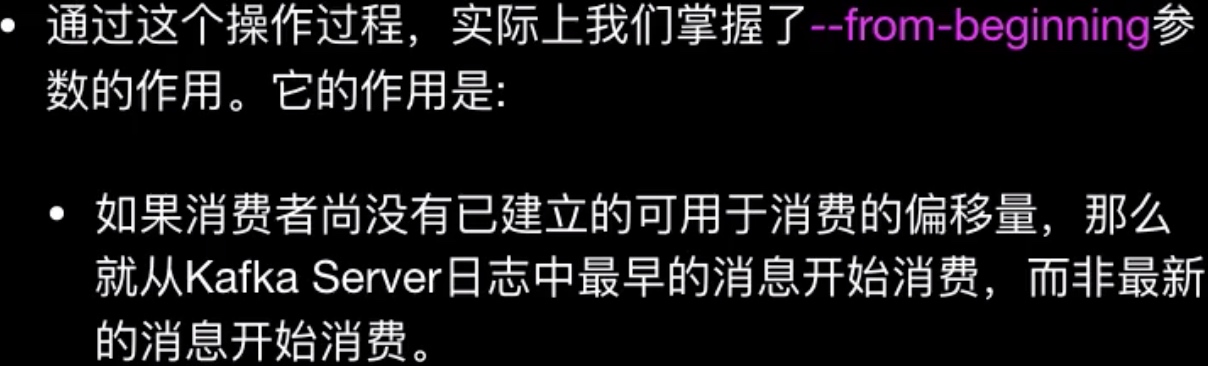 • 通过这个操作过程，实际上我们掌握了--from-beginning参
数的作用。它的作用是:
• 如果消费者尚没有已建立的可用于消费的偏移量，那么
就从Kafka Server日志中最早的消息开始消费，而非最新
的消息开始消费。